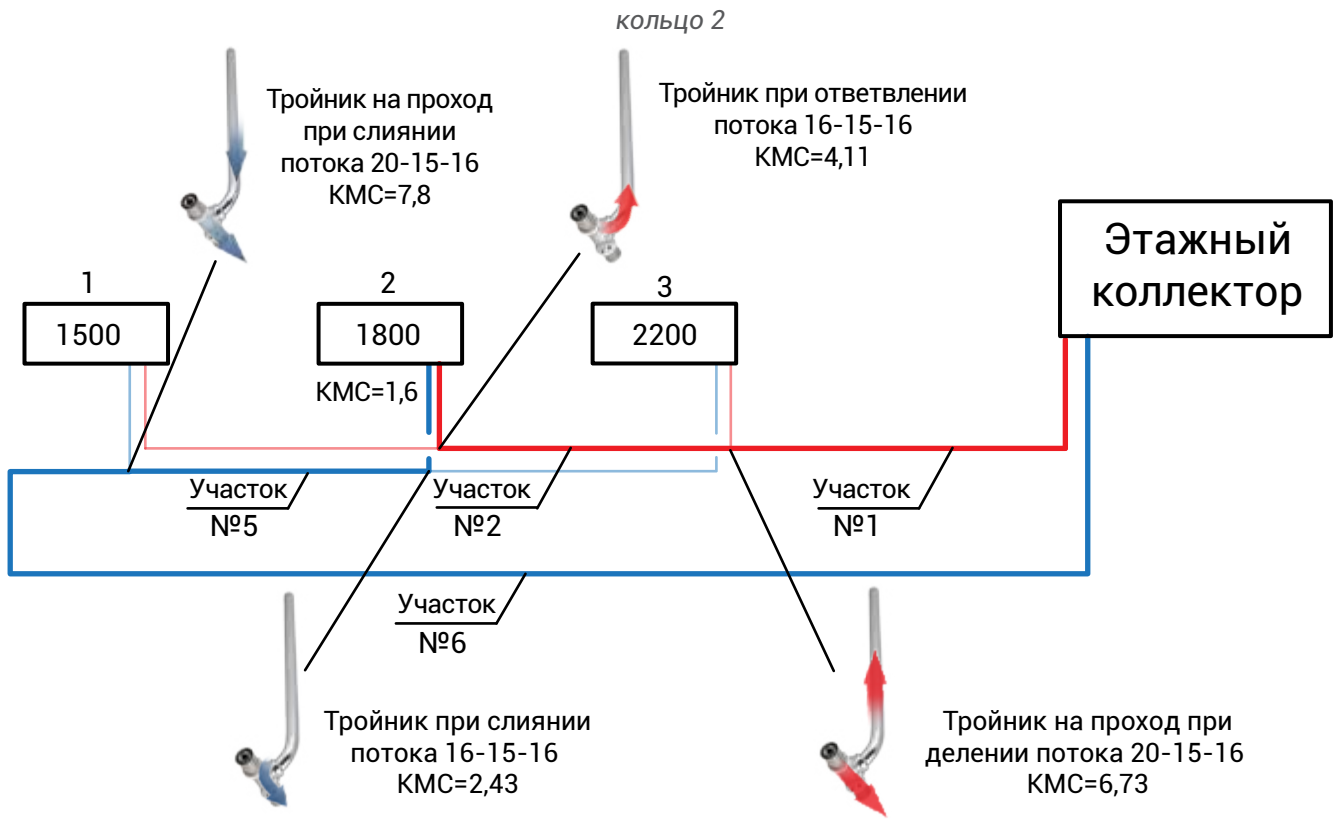 кольцо 2
Тройник на проход
при слиянии
потока 20-15-16
КМС=7,8
Тройник при ответвлении
потока 16-15-16
КМС=4,11
Этажный
коллектор
1
1500
2
1800
3
2200
КМС=1,6
Участок
№5
Участок
№2
Участок
№1
Участок
№6
Тройник при слиянии
потока 16-15-16
КМС=2,43
Тройник на проход при
делении потока 20-15-16
КМС=6,73